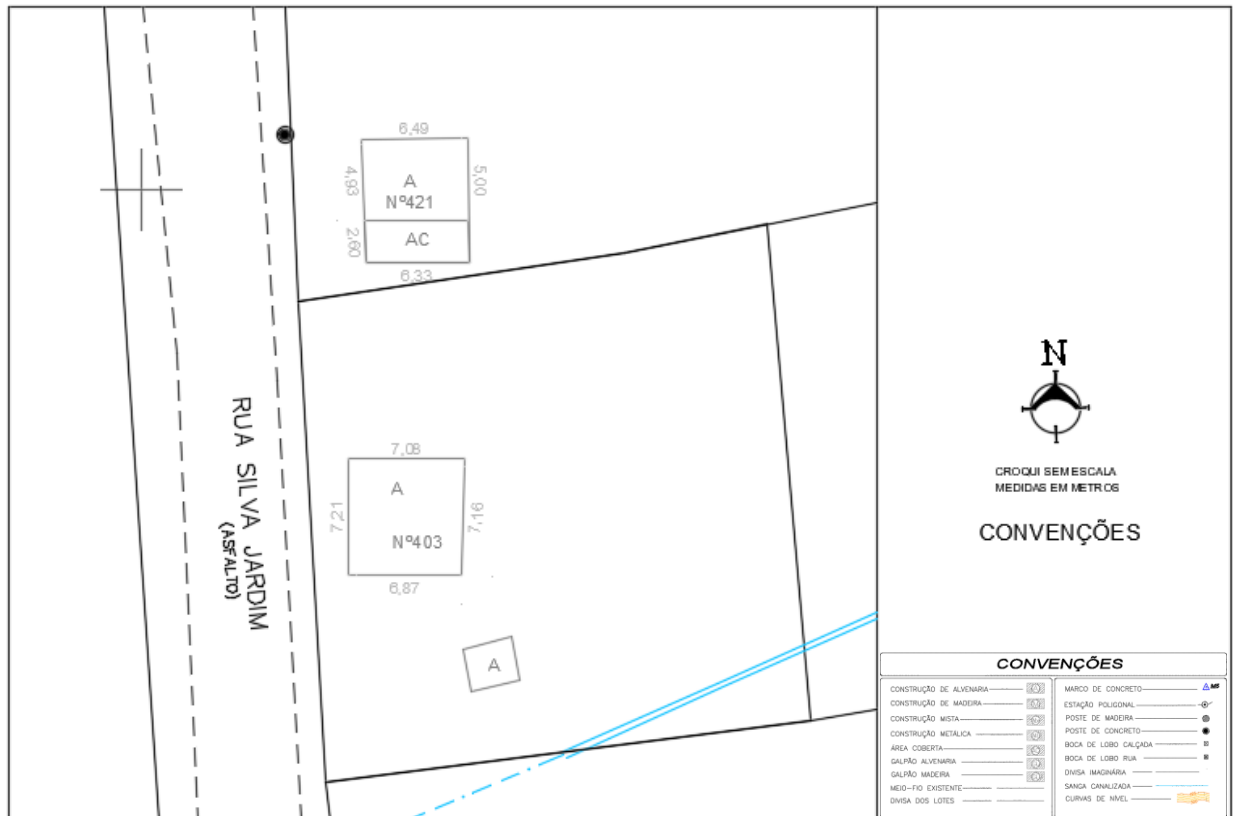 6,49
4,93
A
5,00
Nº421
2,60
AC
6,33
RUA SILVA JARDIM
(ASFALTO)
7,08
A
7,21
7,16
Nº403
6,87
A
N
CROQUI SEM ESCALA
MEDIDAS EM METROS
CONVENÇÕES
CONVENÇÕES
CONSTRUÇÃO DE ALVENARIA
CONSTRUÇÃO DE MADEIRA
CONSTRUÇÃO MISTA
CONSTRUÇÃO METÁLICA
ÁREA COBERTA
GALPÃO ALVENARIA
GALPÃO MADEIRA
MEIO-FIO EXISTENTE
DIVISA DOS LOTES
MARCO DE CONCRETO
ESTAÇÃO POLIGONAL
POSTE DE MADEIRA
POSTE DE CONCRETO
BOCA DE LOBO CALÇADA
BOCA DE LOBO RUA
DIVISA IMAGINÁRIA
SANGA CANALIZADA
CURVAS DE NÍVEL